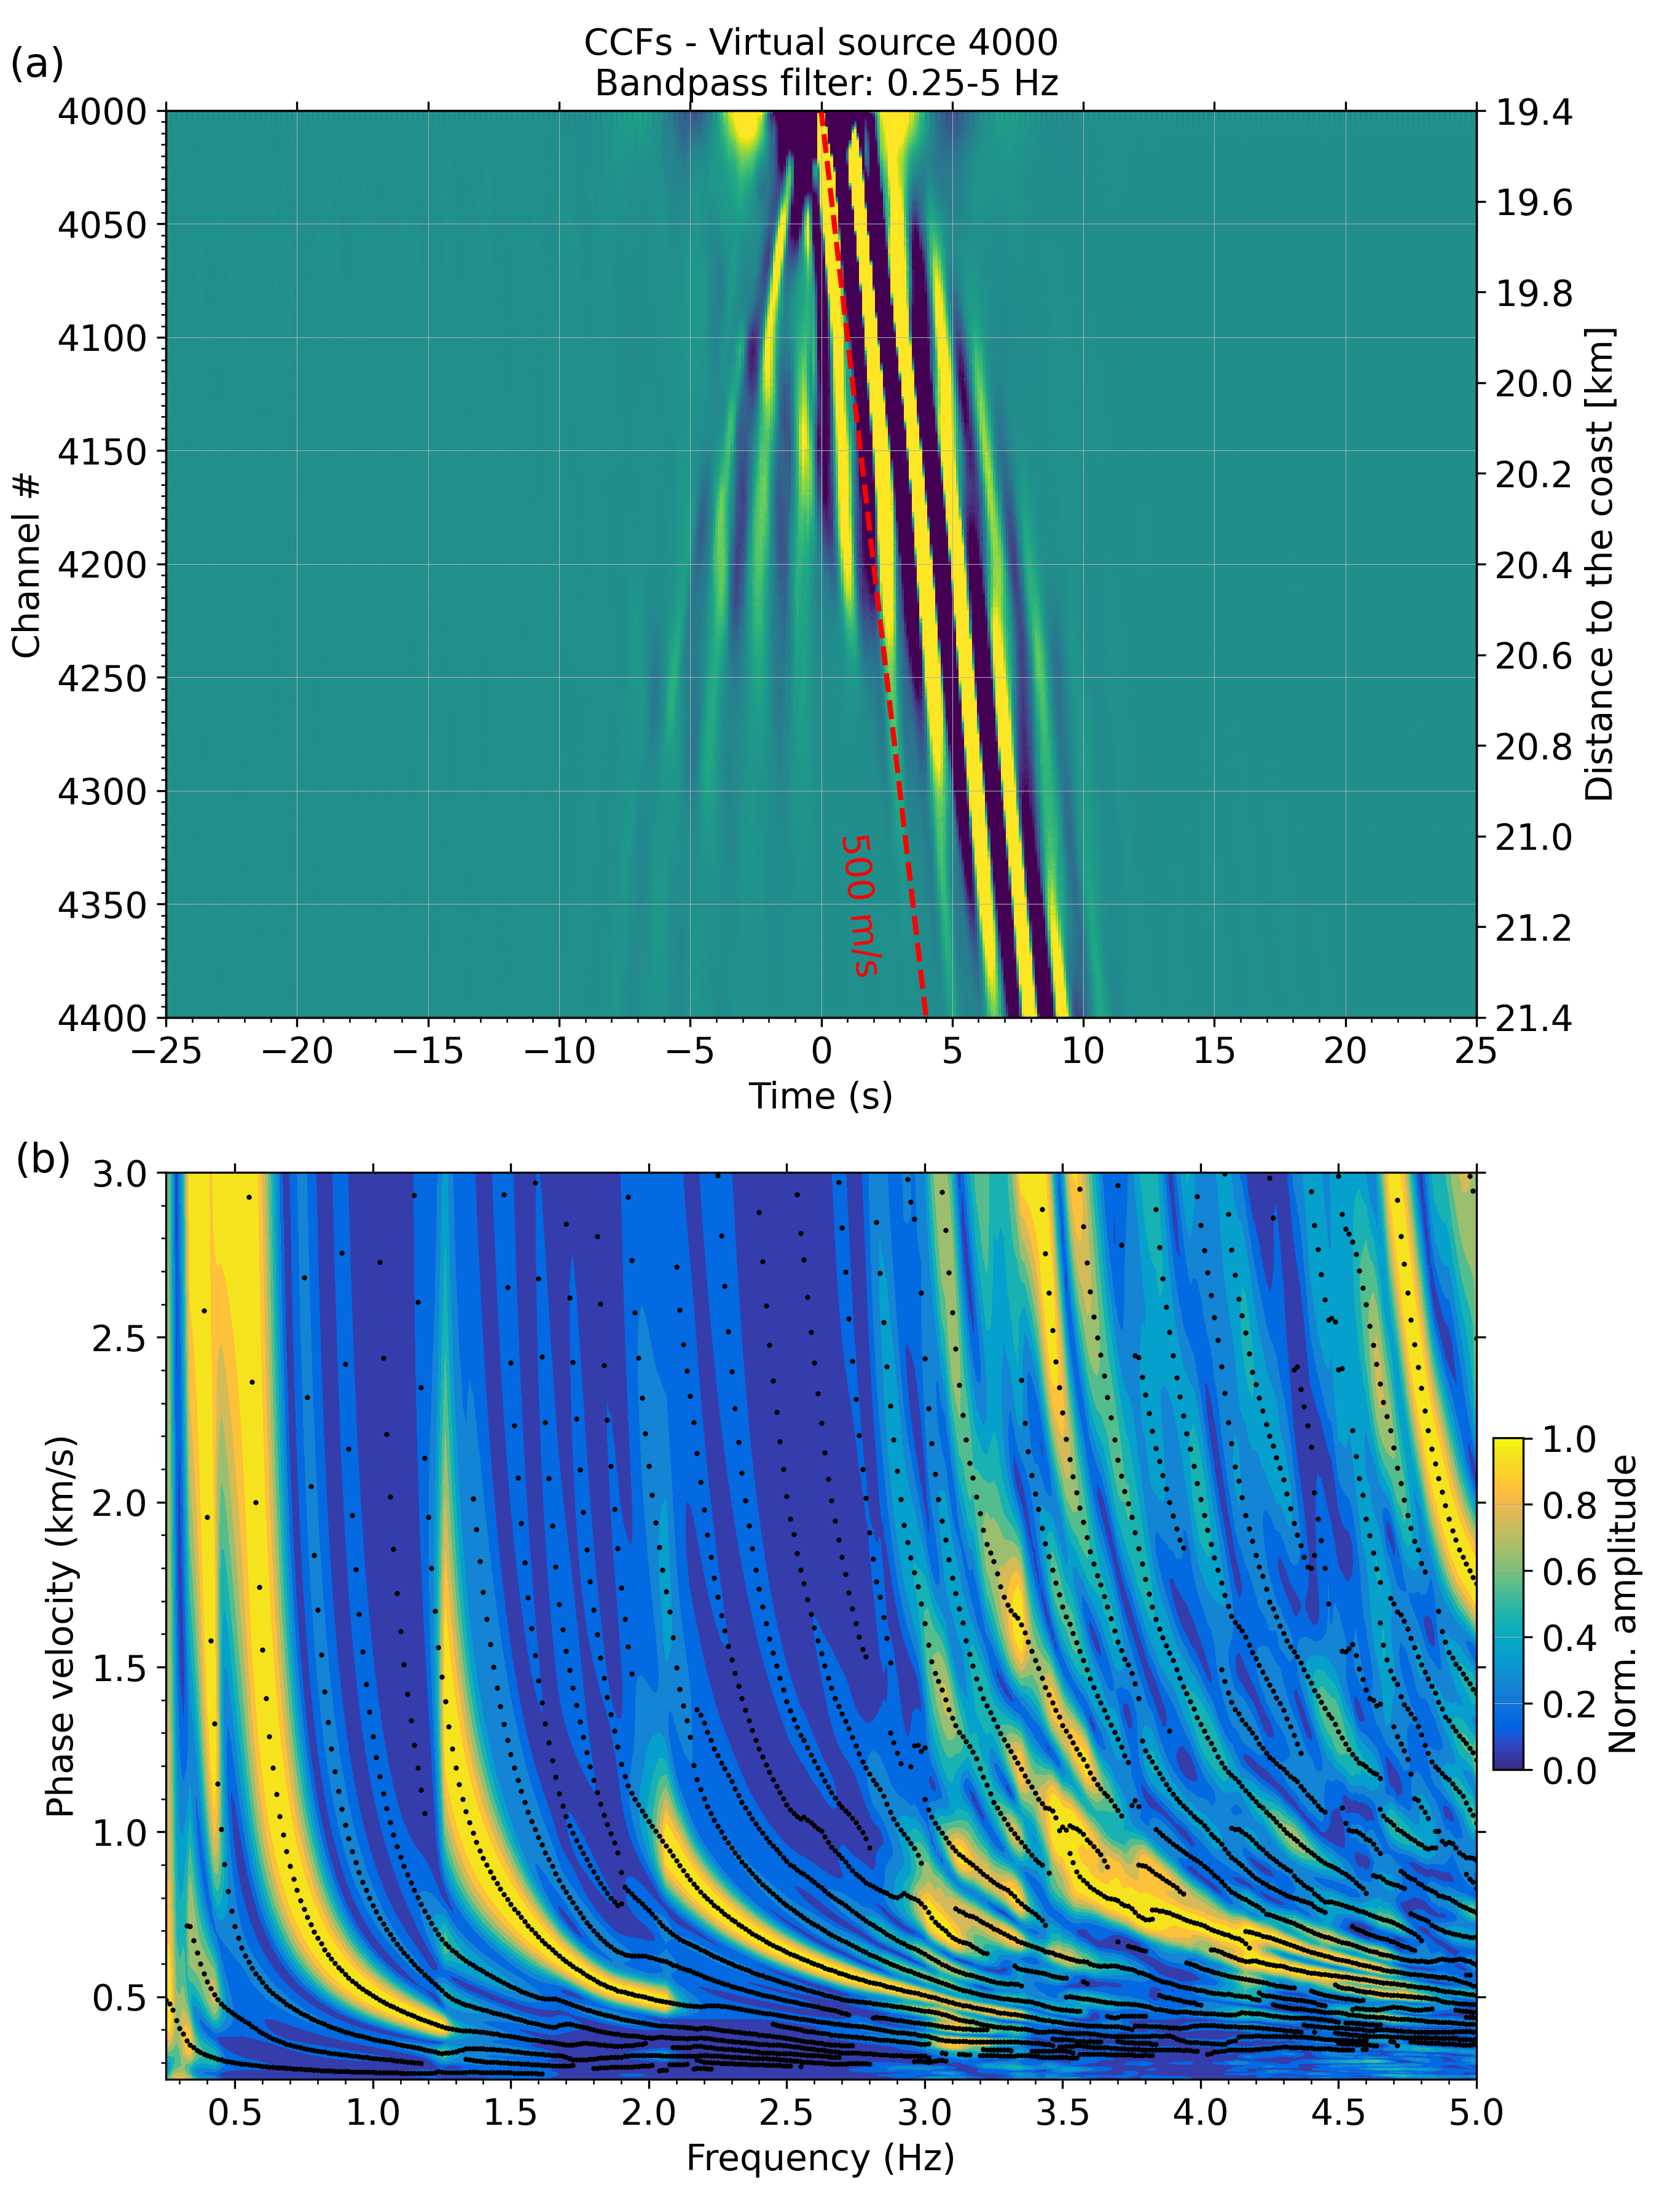 (a)
CCFs - Virtual source 4000
Bandpass filter: 0.25-5 Hz
Channel #
4000
4050
4100
4150
4200
4250
4300
4350
4400
19.4
19.6
19.8
20.0
20.2
20.4
20.6
20.8
21.0
21.2
21.4
Distance to the coast [km]
500 m/s
−25 −20 −15 −10 −5 0 5 10 15 20 25
Time (s)
(b)
Phase velocity (km/s)
3.0
2.5
2.0
1.5
1.0
0.5
0.5 1.0 1.5 2.0 2.5 3.0 3.5 4.0 4.5 5.0
Frequency (Hz)
1.0
0.8
0.6
0.4
0.2
0.0
Norm. amplitude